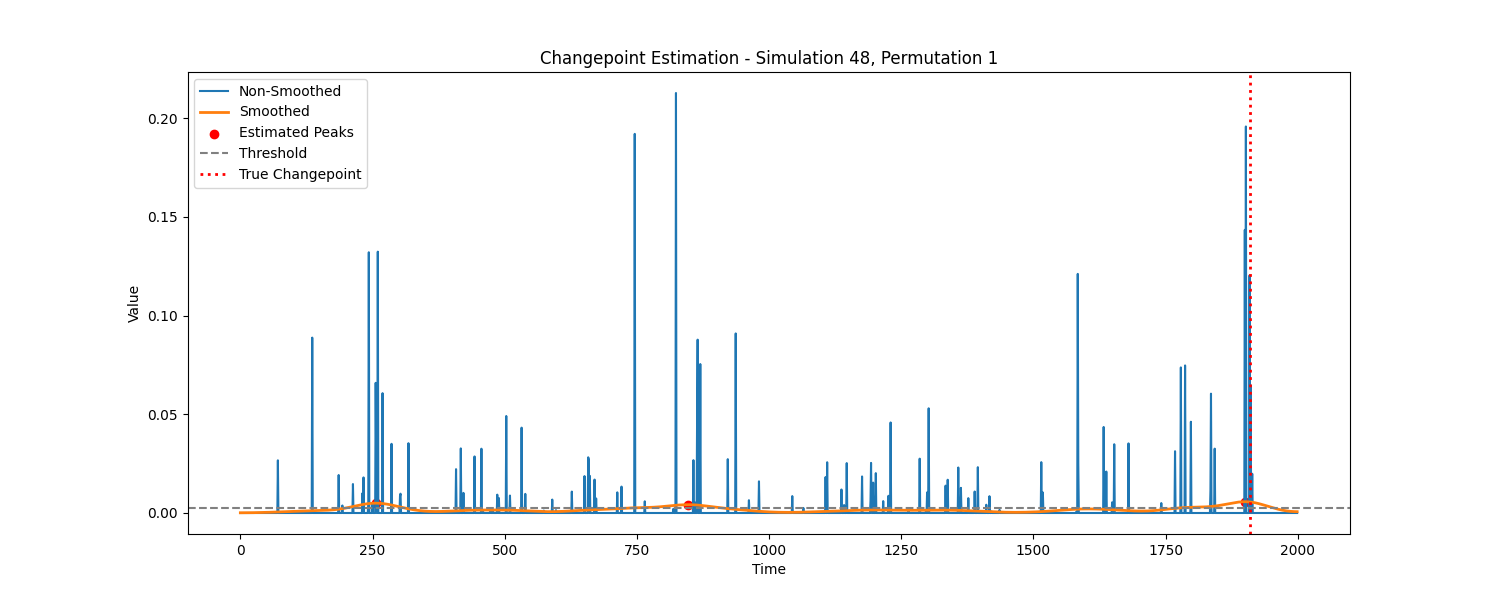 Changepoint Estimation - Simulation 48, Permutation 1
Non-Smoothed
Smoothed
Estimated Peaks
Threshold
True Changepoint
Value
0.20
0.15
0.10
0.05
0.00
0
250
500
750
1000
1250
1500
1750
2000
Time